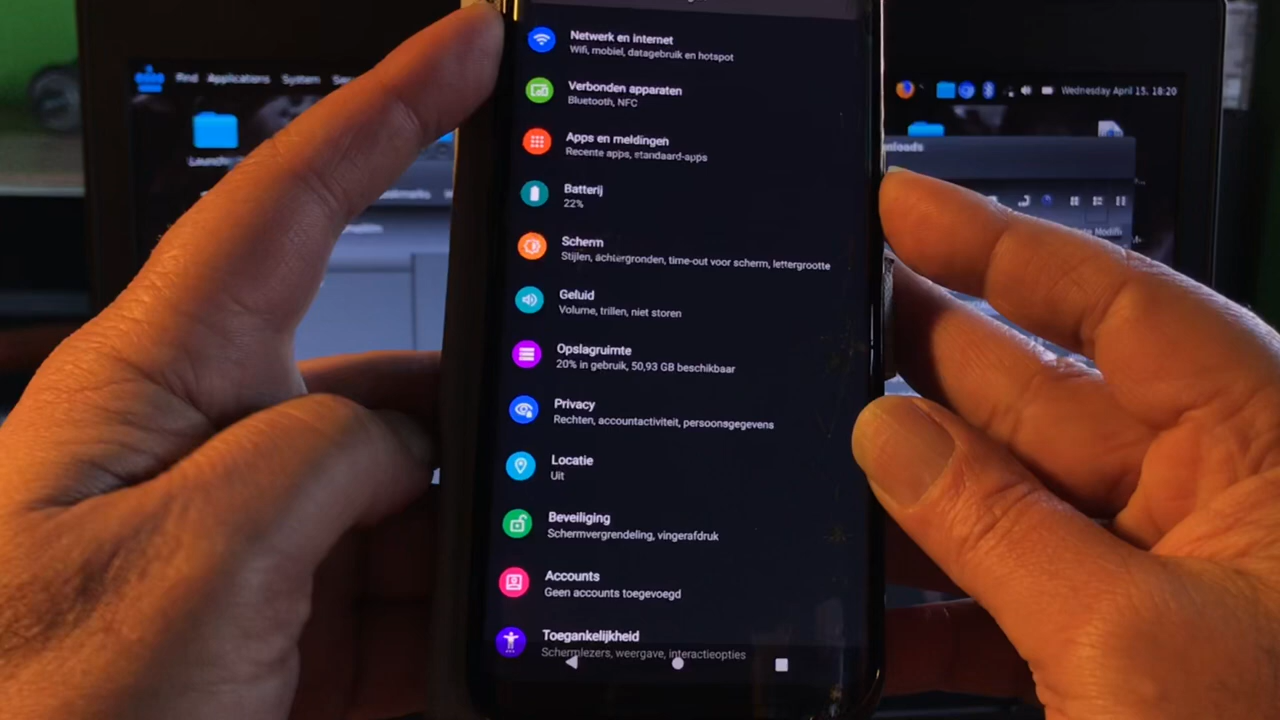 Find Applications System
Wednesday April 15, 18:20
Netwerk en internet
Wifi, mobiel, datagebruik en hotspot
Verbonden apparaten
Bluetooth, NFC
Apps en meldingen
Recente apps, standaard-apps
Batterij
22%
Scherm
Stijlen, achtergronden, time-out voor scherm, lettergrootte
Geluid
Volume, trillen, niet storen
Opslagruimte
20% in gebruik, 50,93 GB beschikbaar
Privacy
Rechten, accountactiviteit, persoonsgegevens
Locatie
Uit
Beveiliging
Schermvergrendeling, vingerafdruk
Accounts
Geen accounts toegevoegd
Toegankelijkheid
Schermlezers, weergave, interactieopties